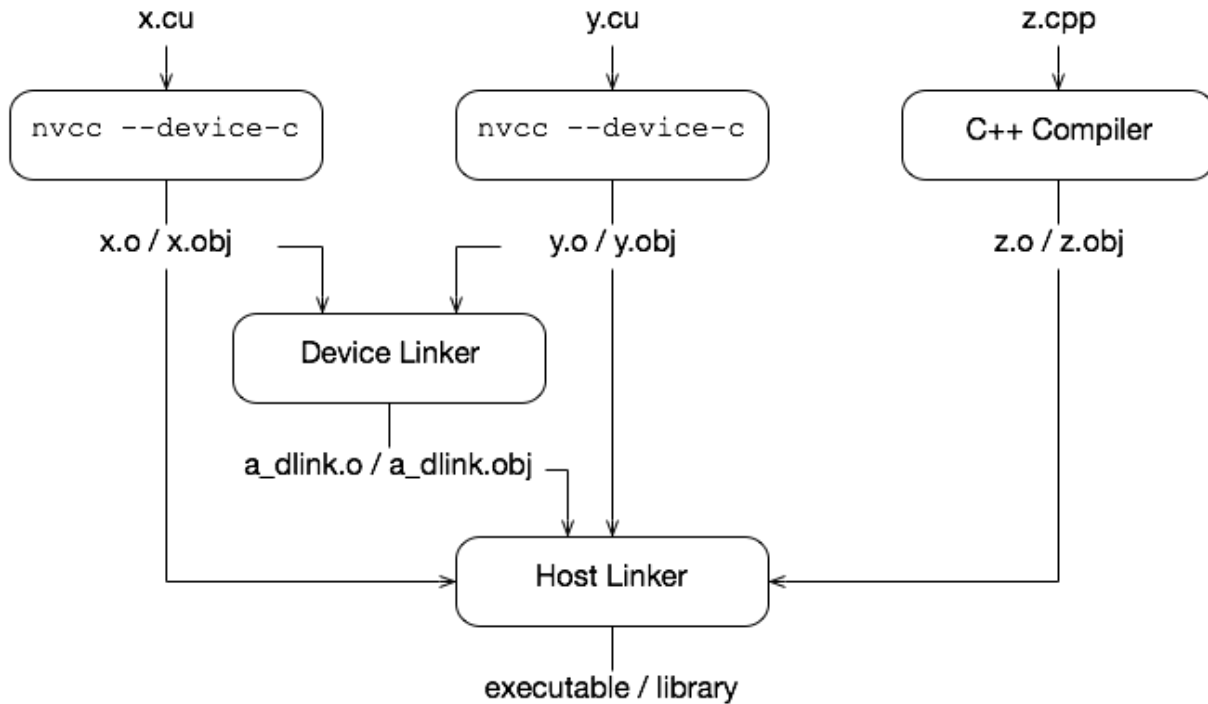 x.cu
y.cu
z.cpp
nvcc --device-c
nvcc --device-c
C++ Compiler
x.o / x.obj
y.o / y.obj
z.o / z.obj
Device Linker
a_dlink.o / a_dlink.obj
Host Linker
executable / library